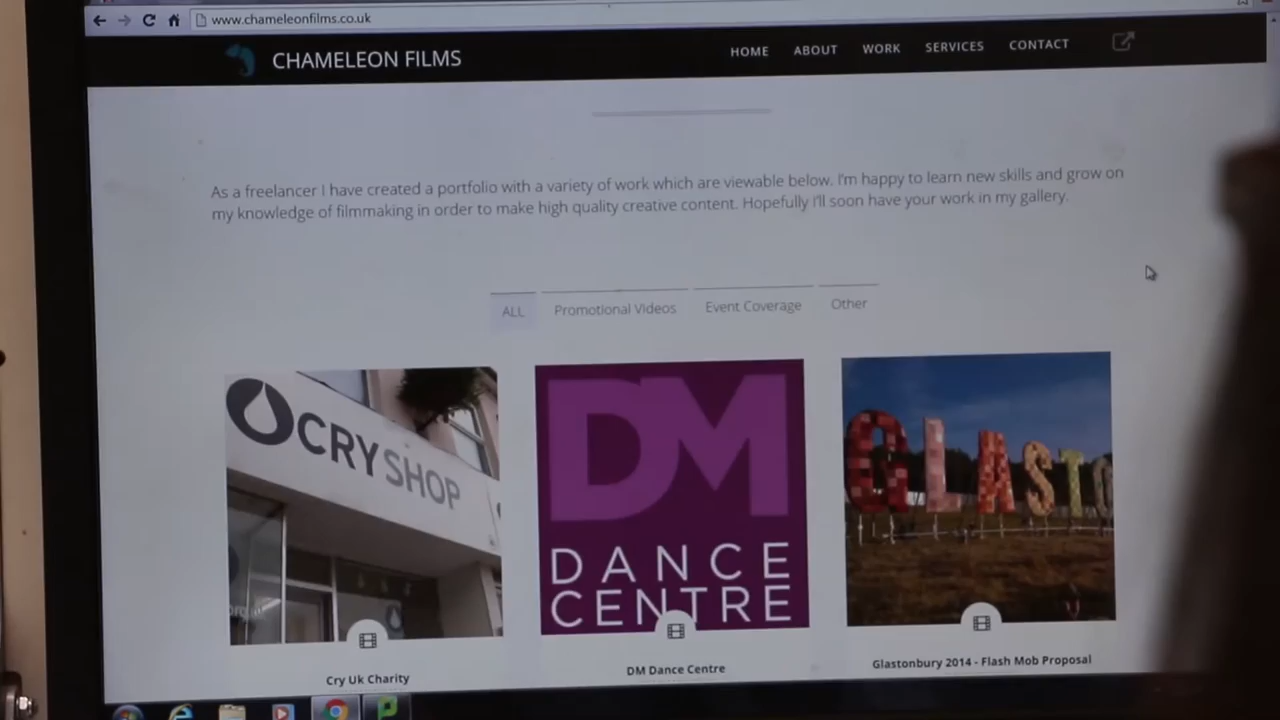 www.chameleonfilms.co.uk
CHAMELEON FILMS
HOME ABOUT WORK SERVICES CONTACT
As a freelancer I have created a portfolio with a variety of work which are viewable below. I'm happy to learn new skills and grow on
my knowledge of filmmaking in order to make high quality creative content. Hopefully I'll soon have your work in my gallery.
ALL Promotional Videos Event Coverage Other
CRYSHOP
DM
DANCE
CENTRE
GLASTO
Cry Uk Charity
DM Dance Centre
Glastonbury 2014 - Flash Mob Proposal